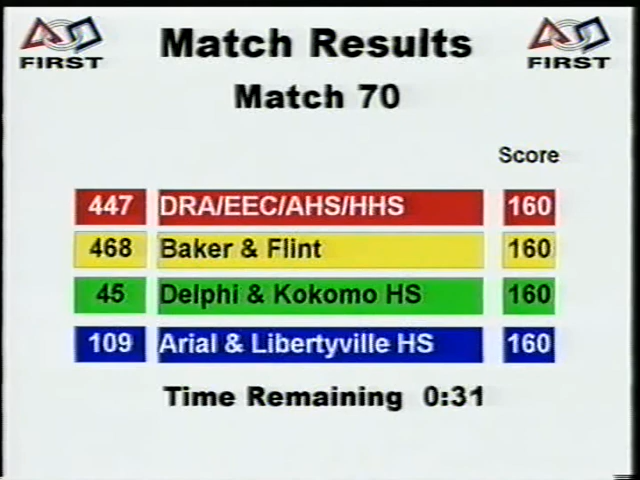 FIRST
Match Results
FIRST
Match 70
Score
447 DRA/EEC/AHS/HHS 160
468 Baker & Flint 160
45 Delphi & Kokomo HS 160
109 Arial & Libertyville HS 160
Time Remaining 0:31